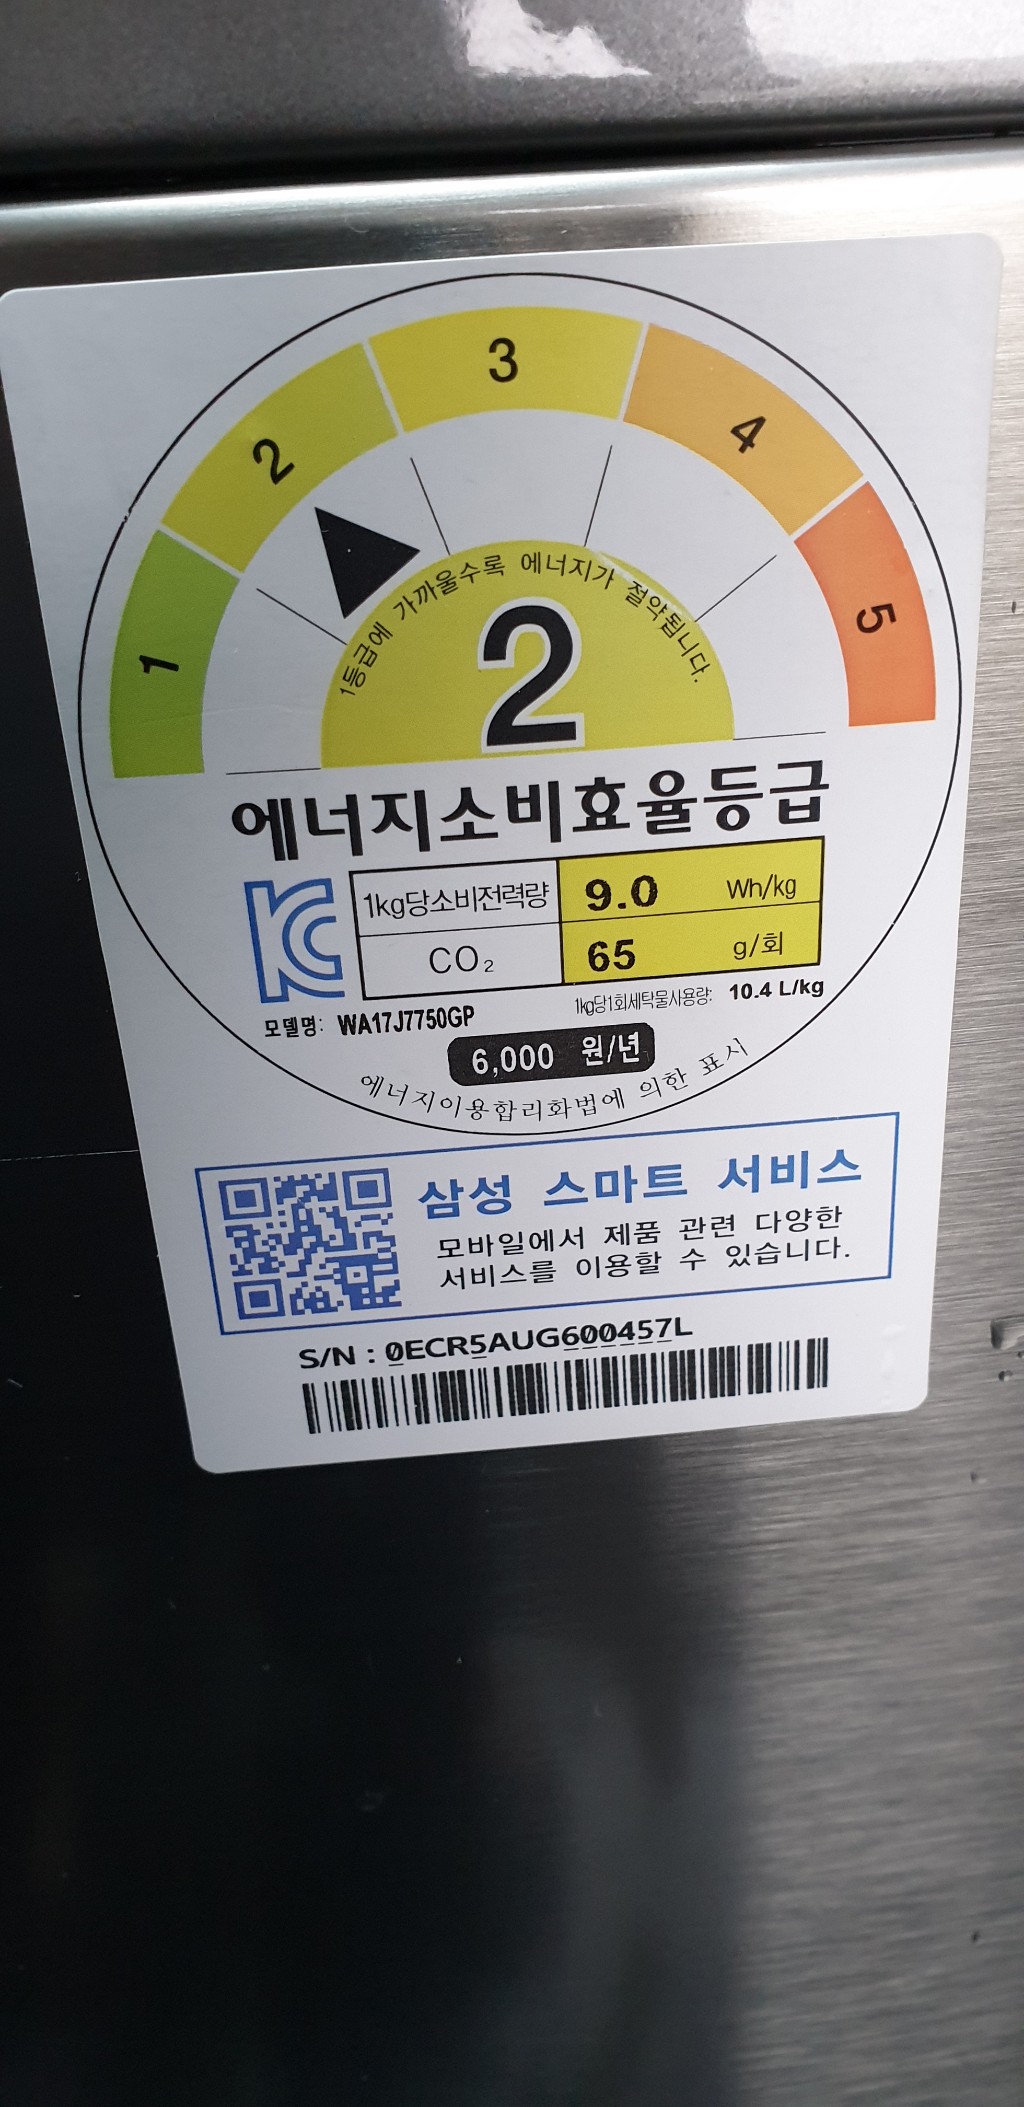 1
2
3
4
5
1등급에 가까울수록 에너지가 절약됩니다.
2
에너지소비효율등급
1kg당소비전력량 9.0 Wh/kg
CO₂ 65 g/회
1kg당1회세탁물사용량: 10.4 L/kg
모델명: WA17J7750GP
6,000 원/년
에너지이용합리화법에 의한 표시
삼성 스마트 서비스
모바일에서 제품 관련 다양한
서비스를 이용할 수 있습니다.
S/N : 0ECR5AUG600457L